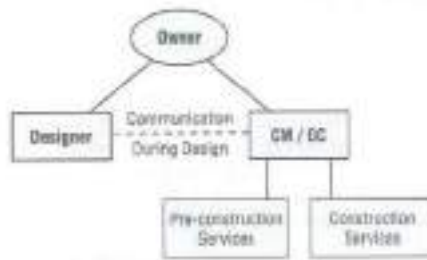 Owner
Communication
Designer
CM / GC
During Design
Pre-construction
Services
Construction
Services